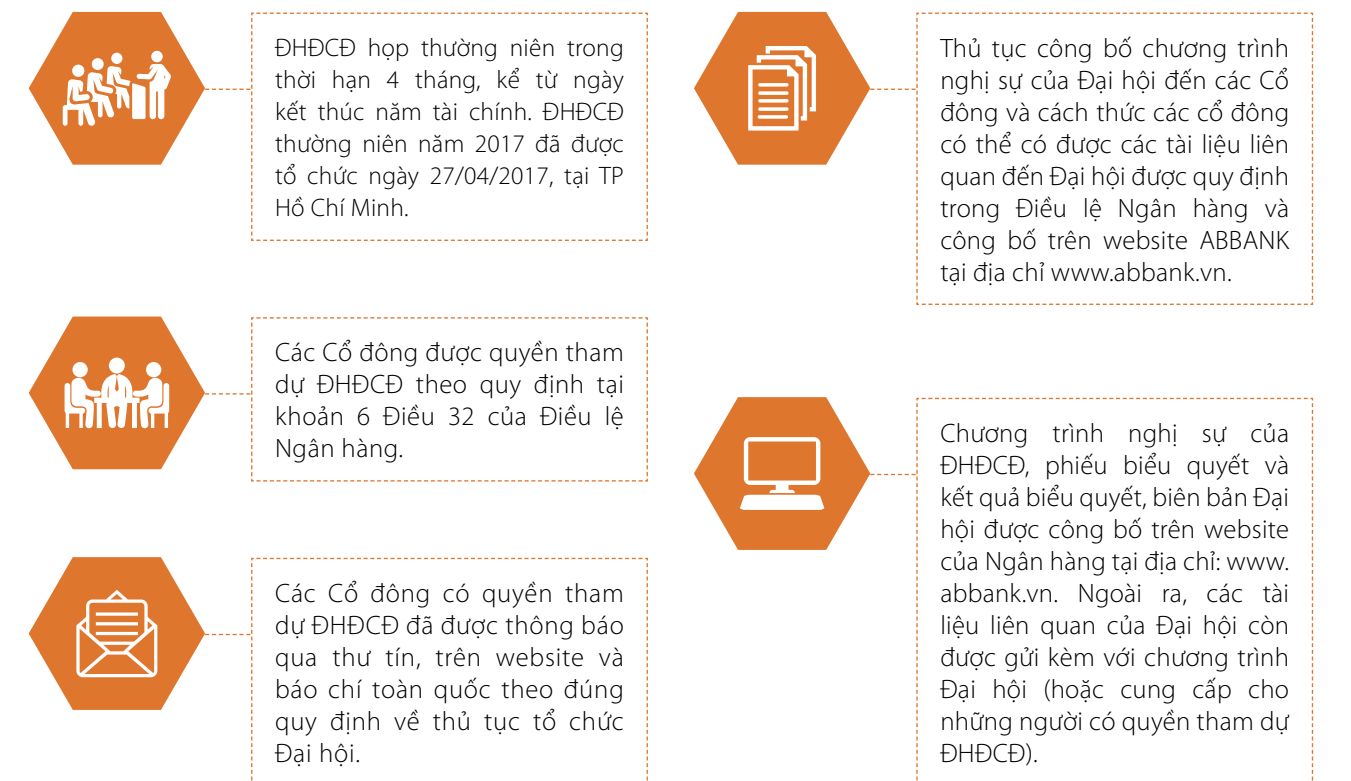 ĐHĐCĐ họp thường niên trong
thời hạn 4 tháng, kể từ ngày
kết thúc năm tài chính. ĐHĐCĐ
thường niên năm 2017 đã được
tổ chức ngày 27/04/2017, tại TP
Hồ Chí Minh.
Các Cổ đông được quyền tham
dự ĐHĐCĐ theo quy định tại
khoản 6 Điều 32 của Điều lệ
Ngân hàng.
Các Cổ đông có quyền tham
dự ĐHĐCĐ đã được thông báo
qua thư tín, trên website và
báo chí toàn quốc theo đúng
quy định về thủ tục tổ chức
Đại hội.
Thủ tục công bố chương trình
nghị sự của Đại hội đến các Cổ
đông và cách thức các cổ đông
có thể có được các tài liệu liên
quan đến Đại hội được quy định
trong Điều lệ Ngân hàng và
công bố trên website ABBANK
tại địa chỉ www.abbank.vn.
Chương trình nghị sự của
ĐHĐCĐ, phiếu biểu quyết và
kết quả biểu quyết, biên bản Đại
hội được công bố trên website
của Ngân hàng tại địa chỉ: www.
abbank.vn. Ngoài ra, các tài
liệu liên quan của Đại hội còn
được gửi kèm với chương trình
Đại hội (hoặc cung cấp cho
những người có quyền tham dự
ĐHĐCĐ).